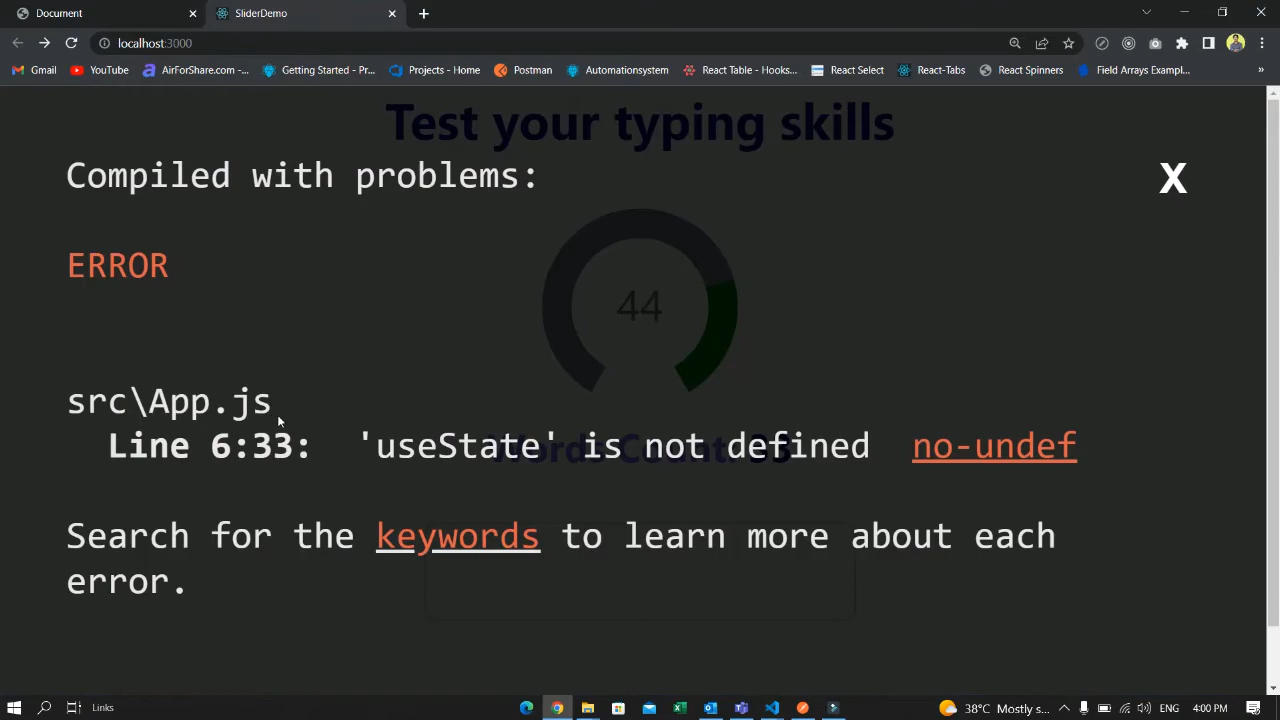 Document
SliderDemo
localhost:3000
Gmail
YouTube
AirForShare.com -...
Getting Started - Pr...
Projects - Home
Postman
Automationsystem
React Table - Hooks...
React Select
React-Tabs
React Spinners
Field Arrays Exampl...
»
Test your typing skills
Compiled with problems:
X
ERROR
44
src\App.js
Line 6:33: 'useState' is not defined no-undef
Words Count: 33
Search for the keywords to learn more about each
error.
Links
38°C Mostly s...
ENG
4:00 PM